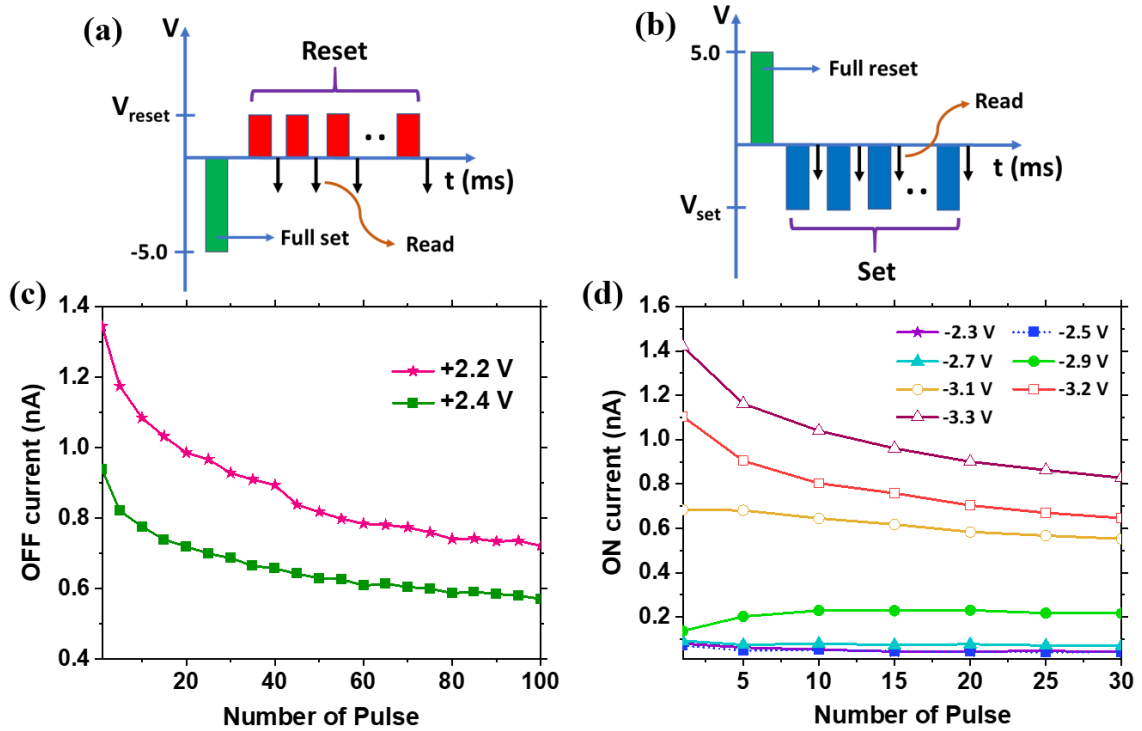 (a)
V
Reset
V_reset
t (ms)
Full set
Read
-5.0
(b)
V
5.0
Full reset
Read
t (ms)
V_set
Set
(c)
1.4
1.2
1.0
0.8
0.6
0.4
OFF current (nA)
+2.2 V
+2.4 V
20 40 60 80 100
Number of Pulse
(d)
1.6
1.4
1.2
1.0
0.8
0.6
0.4
0.2
ON current (nA)
-2.3 V -2.5 V
-2.7 V -2.9 V
-3.1 V -3.2 V
-3.3 V
5 10 15 20 25 30
Number of Pulse